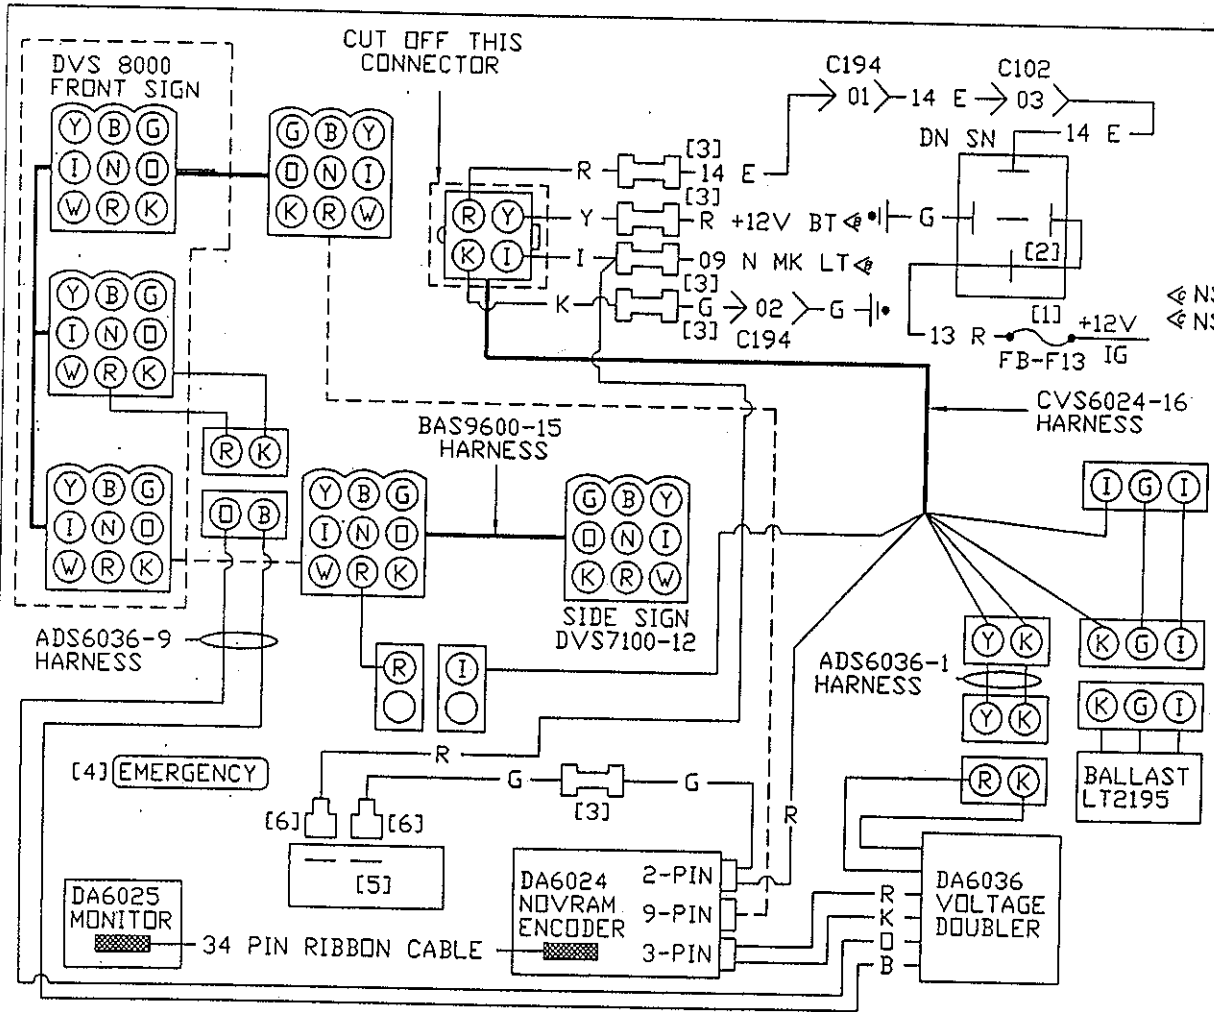 CUT OFF THIS
CONNECTOR
DVS 8000
FRONT SIGN
Y B G
I N O
W R K
G B Y
O N I
K R W
Y B G
I N O
W R K
R K
Y B G
I N O
W R K
O B
R Y
K I
R
[3]
14 E
C194
01
14 E
C102
03
14 E
DN SN
[3]
Y
R +12V BT
G
I
09 N MK LT
[3]
K
G
02
G
[3]
C194
[2]
[1]
13 R
+12V
FB-F13
IG
NS
NS
BAS9600-15
HARNESS
CVS6024-16
HARNESS
Y B G
I N O
W R K
G B Y
O N I
K R W
SIDE SIGN
DVS7100-12
I G I
ADS6036-9
HARNESS
R
I
ADS6036-1
HARNESS
Y K
K G I
Y K
K G I
R K
BALLAST
LT2195
[4] EMERGENCY
R
G
G
[3]
[6]
[6]
R
[5]
DA6025
MONITOR
34 PIN RIBBON CABLE
DA6024
NOVRAM
ENCODER
2-PIN
9-PIN
3-PIN
R
K
O
B
DA6036
VOLTAGE
DOUBLER